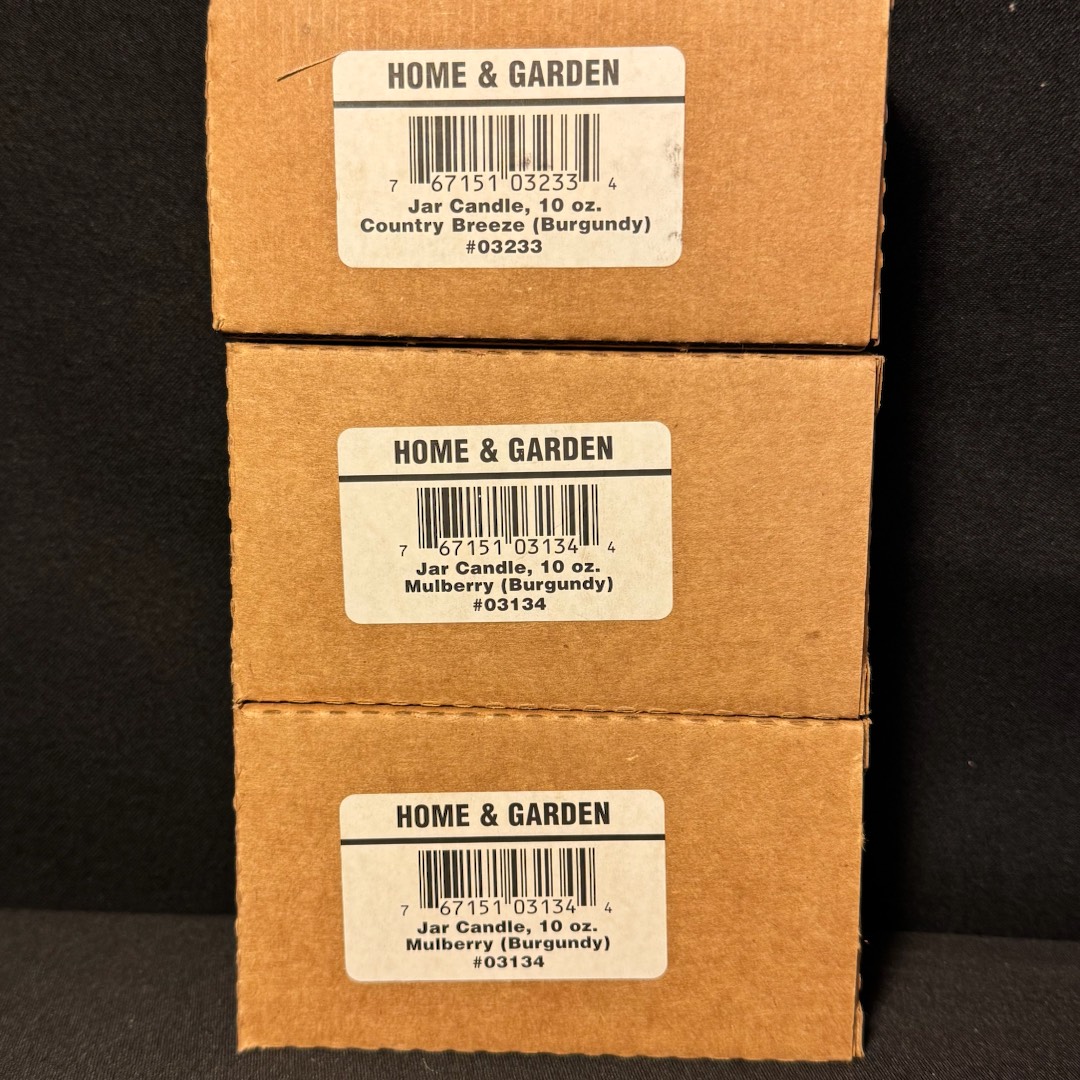 HOME & GARDEN
7 67151 03233 4
Jar Candle, 10 oz.
Country Breeze (Burgundy)
#03233
HOME & GARDEN
7 67151 03134 4
Jar Candle, 10 oz.
Mulberry (Burgundy)
#03134
HOME & GARDEN
7 67151 03134 4
Jar Candle, 10 oz.
Mulberry (Burgundy)
#03134